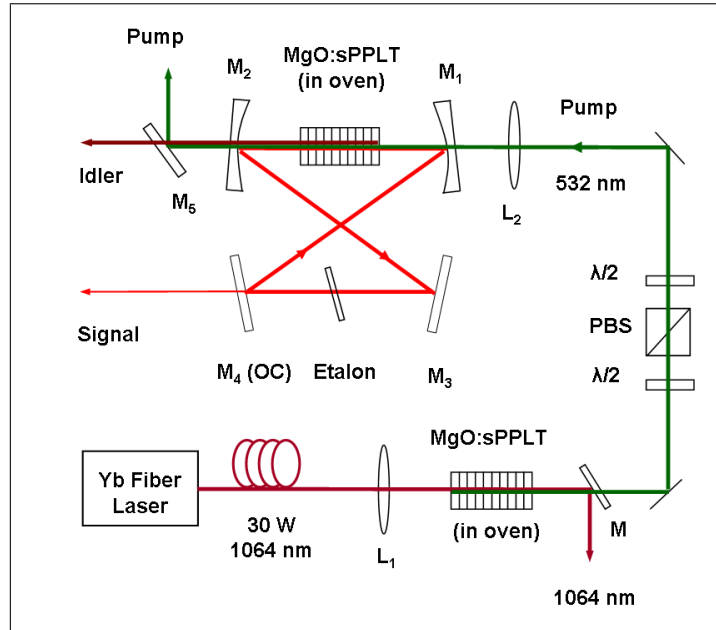 Pump
MgO:sPPLT
(in oven)
M2
M1
Pump
Idler
M5
L2
532 nm
λ/2
PBS
λ/2
Signal
M4 (OC)
Etalon
M3
MgO:sPPLT
(in oven)
Yb Fiber
Laser
30 W
1064 nm
L1
M
1064 nm